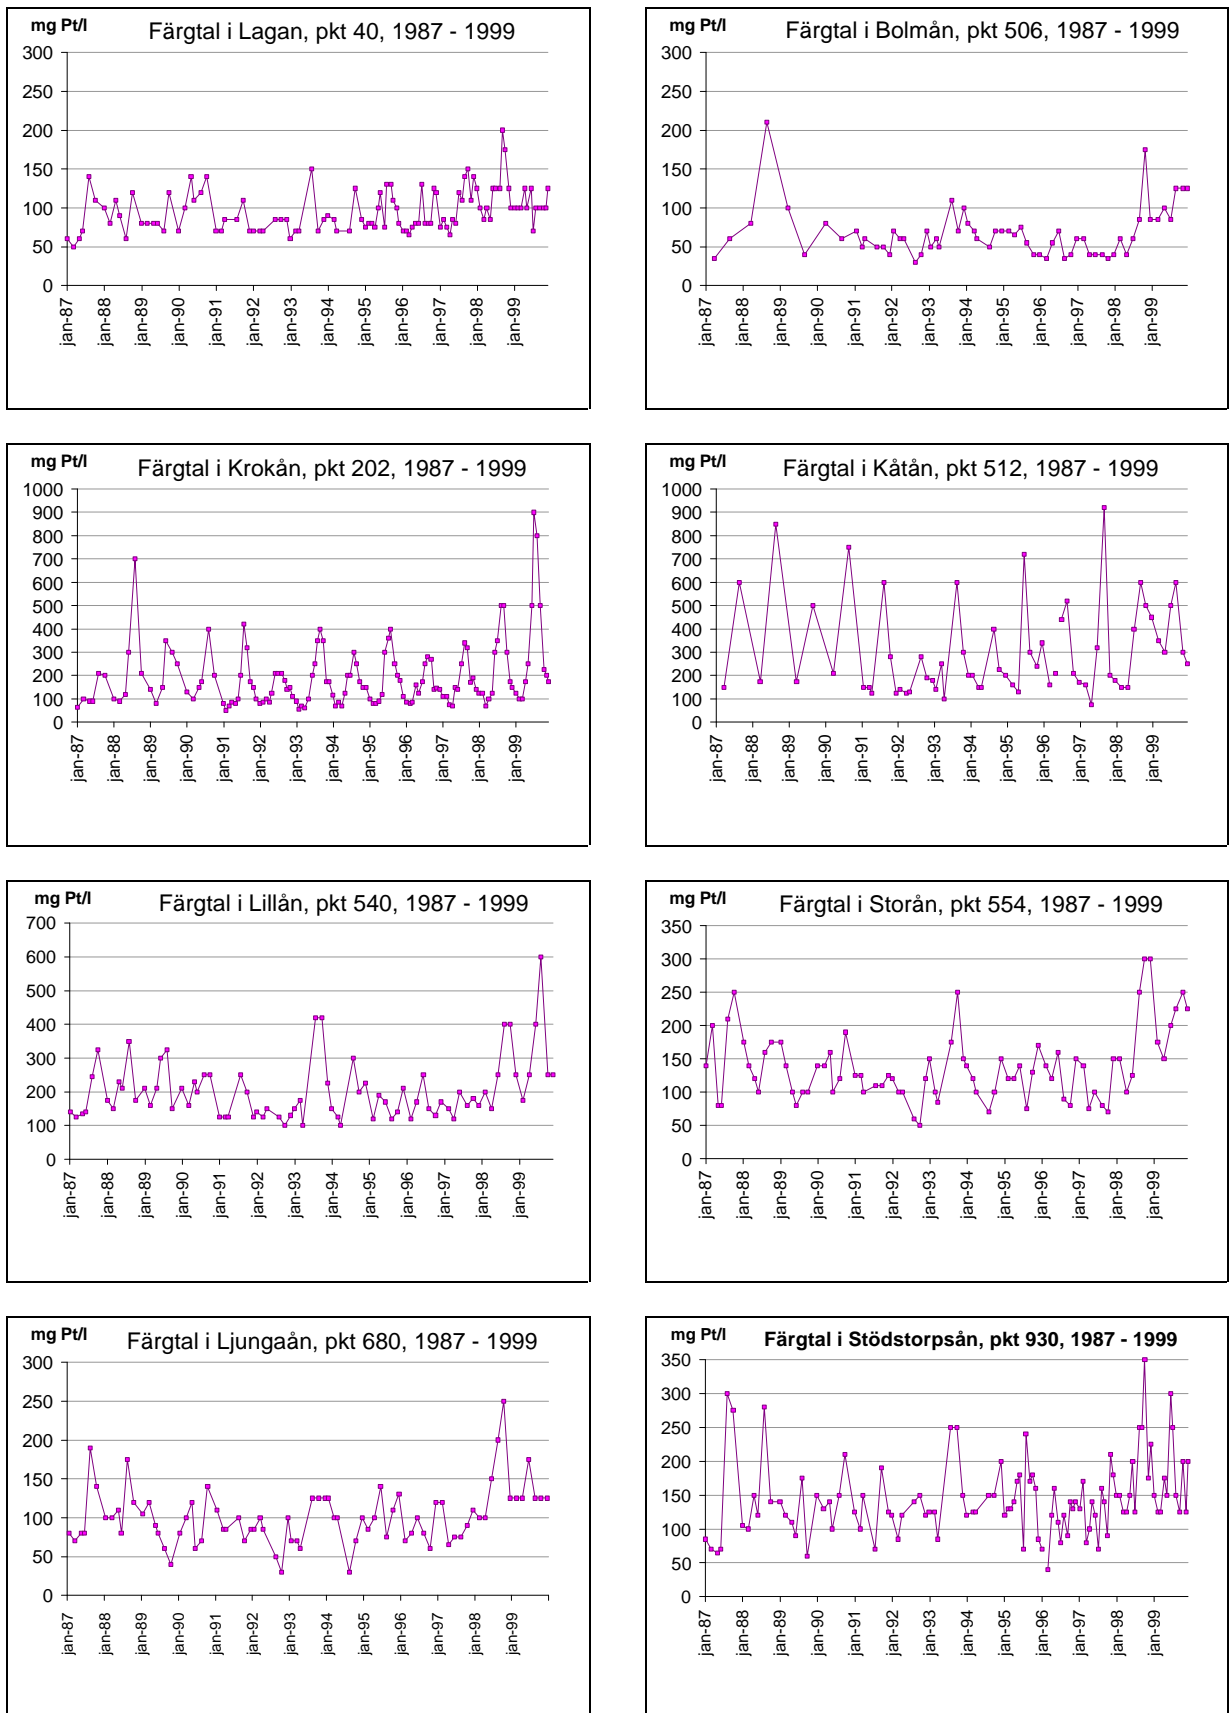 mg Pt/l
Färgtal i Lagan, pkt 40, 1987 - 1999
300
250
200
150
100
50
0
jan-87
jan-88
jan-89
jan-90
jan-91
jan-92
jan-93
jan-94
jan-95
jan-96
jan-97
jan-98
jan-99
mg Pt/l
Färgtal i Bolmån, pkt 506, 1987 - 1999
300
250
200
150
100
50
0
jan-87
jan-88
jan-89
jan-90
jan-91
jan-92
jan-93
jan-94
jan-95
jan-96
jan-97
jan-98
jan-99
mg Pt/l
Färgtal i Krokån, pkt 202, 1987 - 1999
1000
900
800
700
600
500
400
300
200
100
0
jan-87
jan-88
jan-89
jan-90
jan-91
jan-92
jan-93
jan-94
jan-95
jan-96
jan-97
jan-98
jan-99
mg Pt/l
Färgtal i Kåtån, pkt 512, 1987 - 1999
1000
900
800
700
600
500
400
300
200
100
0
jan-87
jan-88
jan-89
jan-90
jan-91
jan-92
jan-93
jan-94
jan-95
jan-96
jan-97
jan-98
jan-99
mg Pt/l
Färgtal i Lillån, pkt 540, 1987 - 1999
700
600
500
400
300
200
100
0
jan-87
jan-88
jan-89
jan-90
jan-91
jan-92
jan-93
jan-94
jan-95
jan-96
jan-97
jan-98
jan-99
mg Pt/l
Färgtal i Storån, pkt 554, 1987 - 1999
350
300
250
200
150
100
50
0
jan-87
jan-88
jan-89
jan-90
jan-91
jan-92
jan-93
jan-94
jan-95
jan-96
jan-97
jan-98
jan-99
mg Pt/l
Färgtal i Ljungaån, pkt 680, 1987 - 1999
300
250
200
150
100
50
0
jan-87
jan-88
jan-89
jan-90
jan-91
jan-92
jan-93
jan-94
jan-95
jan-96
jan-97
jan-98
jan-99
mg Pt/l
Färgtal i Stödstorpsån, pkt 930, 1987 - 1999
350
300
250
200
150
100
50
0
jan-87
jan-88
jan-89
jan-90
jan-91
jan-92
jan-93
jan-94
jan-95
jan-96
jan-97
jan-98
jan-99